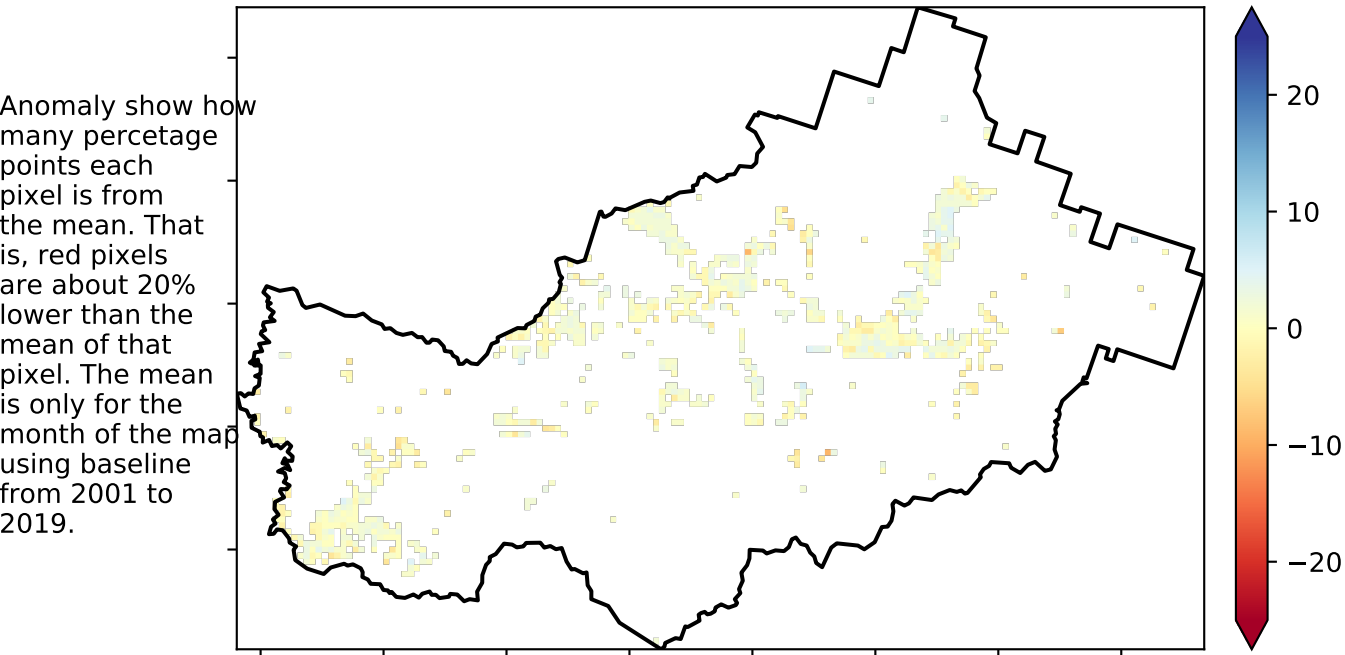 Anomaly show how
many percetage
points each
pixel is from
the mean. That
is, red pixels
are about 20%
lower than the
mean of that
pixel. The mean
is only for the
month of the map
using baseline
from 2001 to
2019.
20
10
0
−10
−20